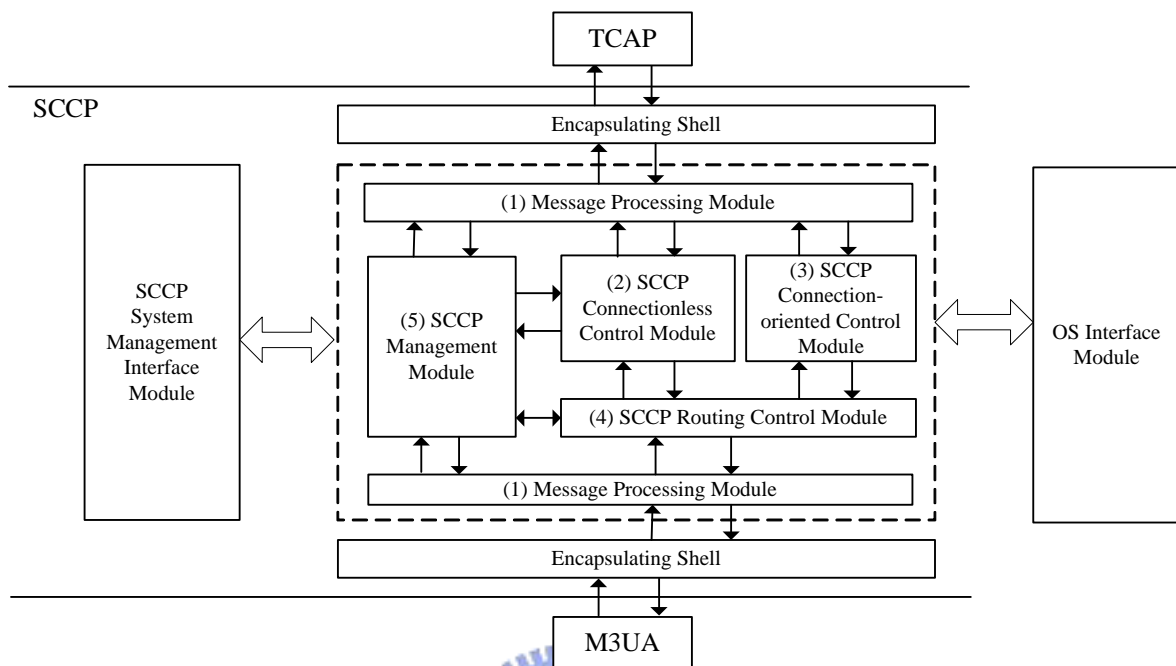 TCAP
SCCP
Encapsulating Shell
(1) Message Processing Module
SCCP
System
Management
Interface
Module
(5) SCCP
Management
Module
(2) SCCP
Connectionless
Control Module
(3) SCCP
Connection-
oriented Control
Module
OS Interface
Module
(4) SCCP Routing Control Module
(1) Message Processing Module
Encapsulating Shell
M3UA